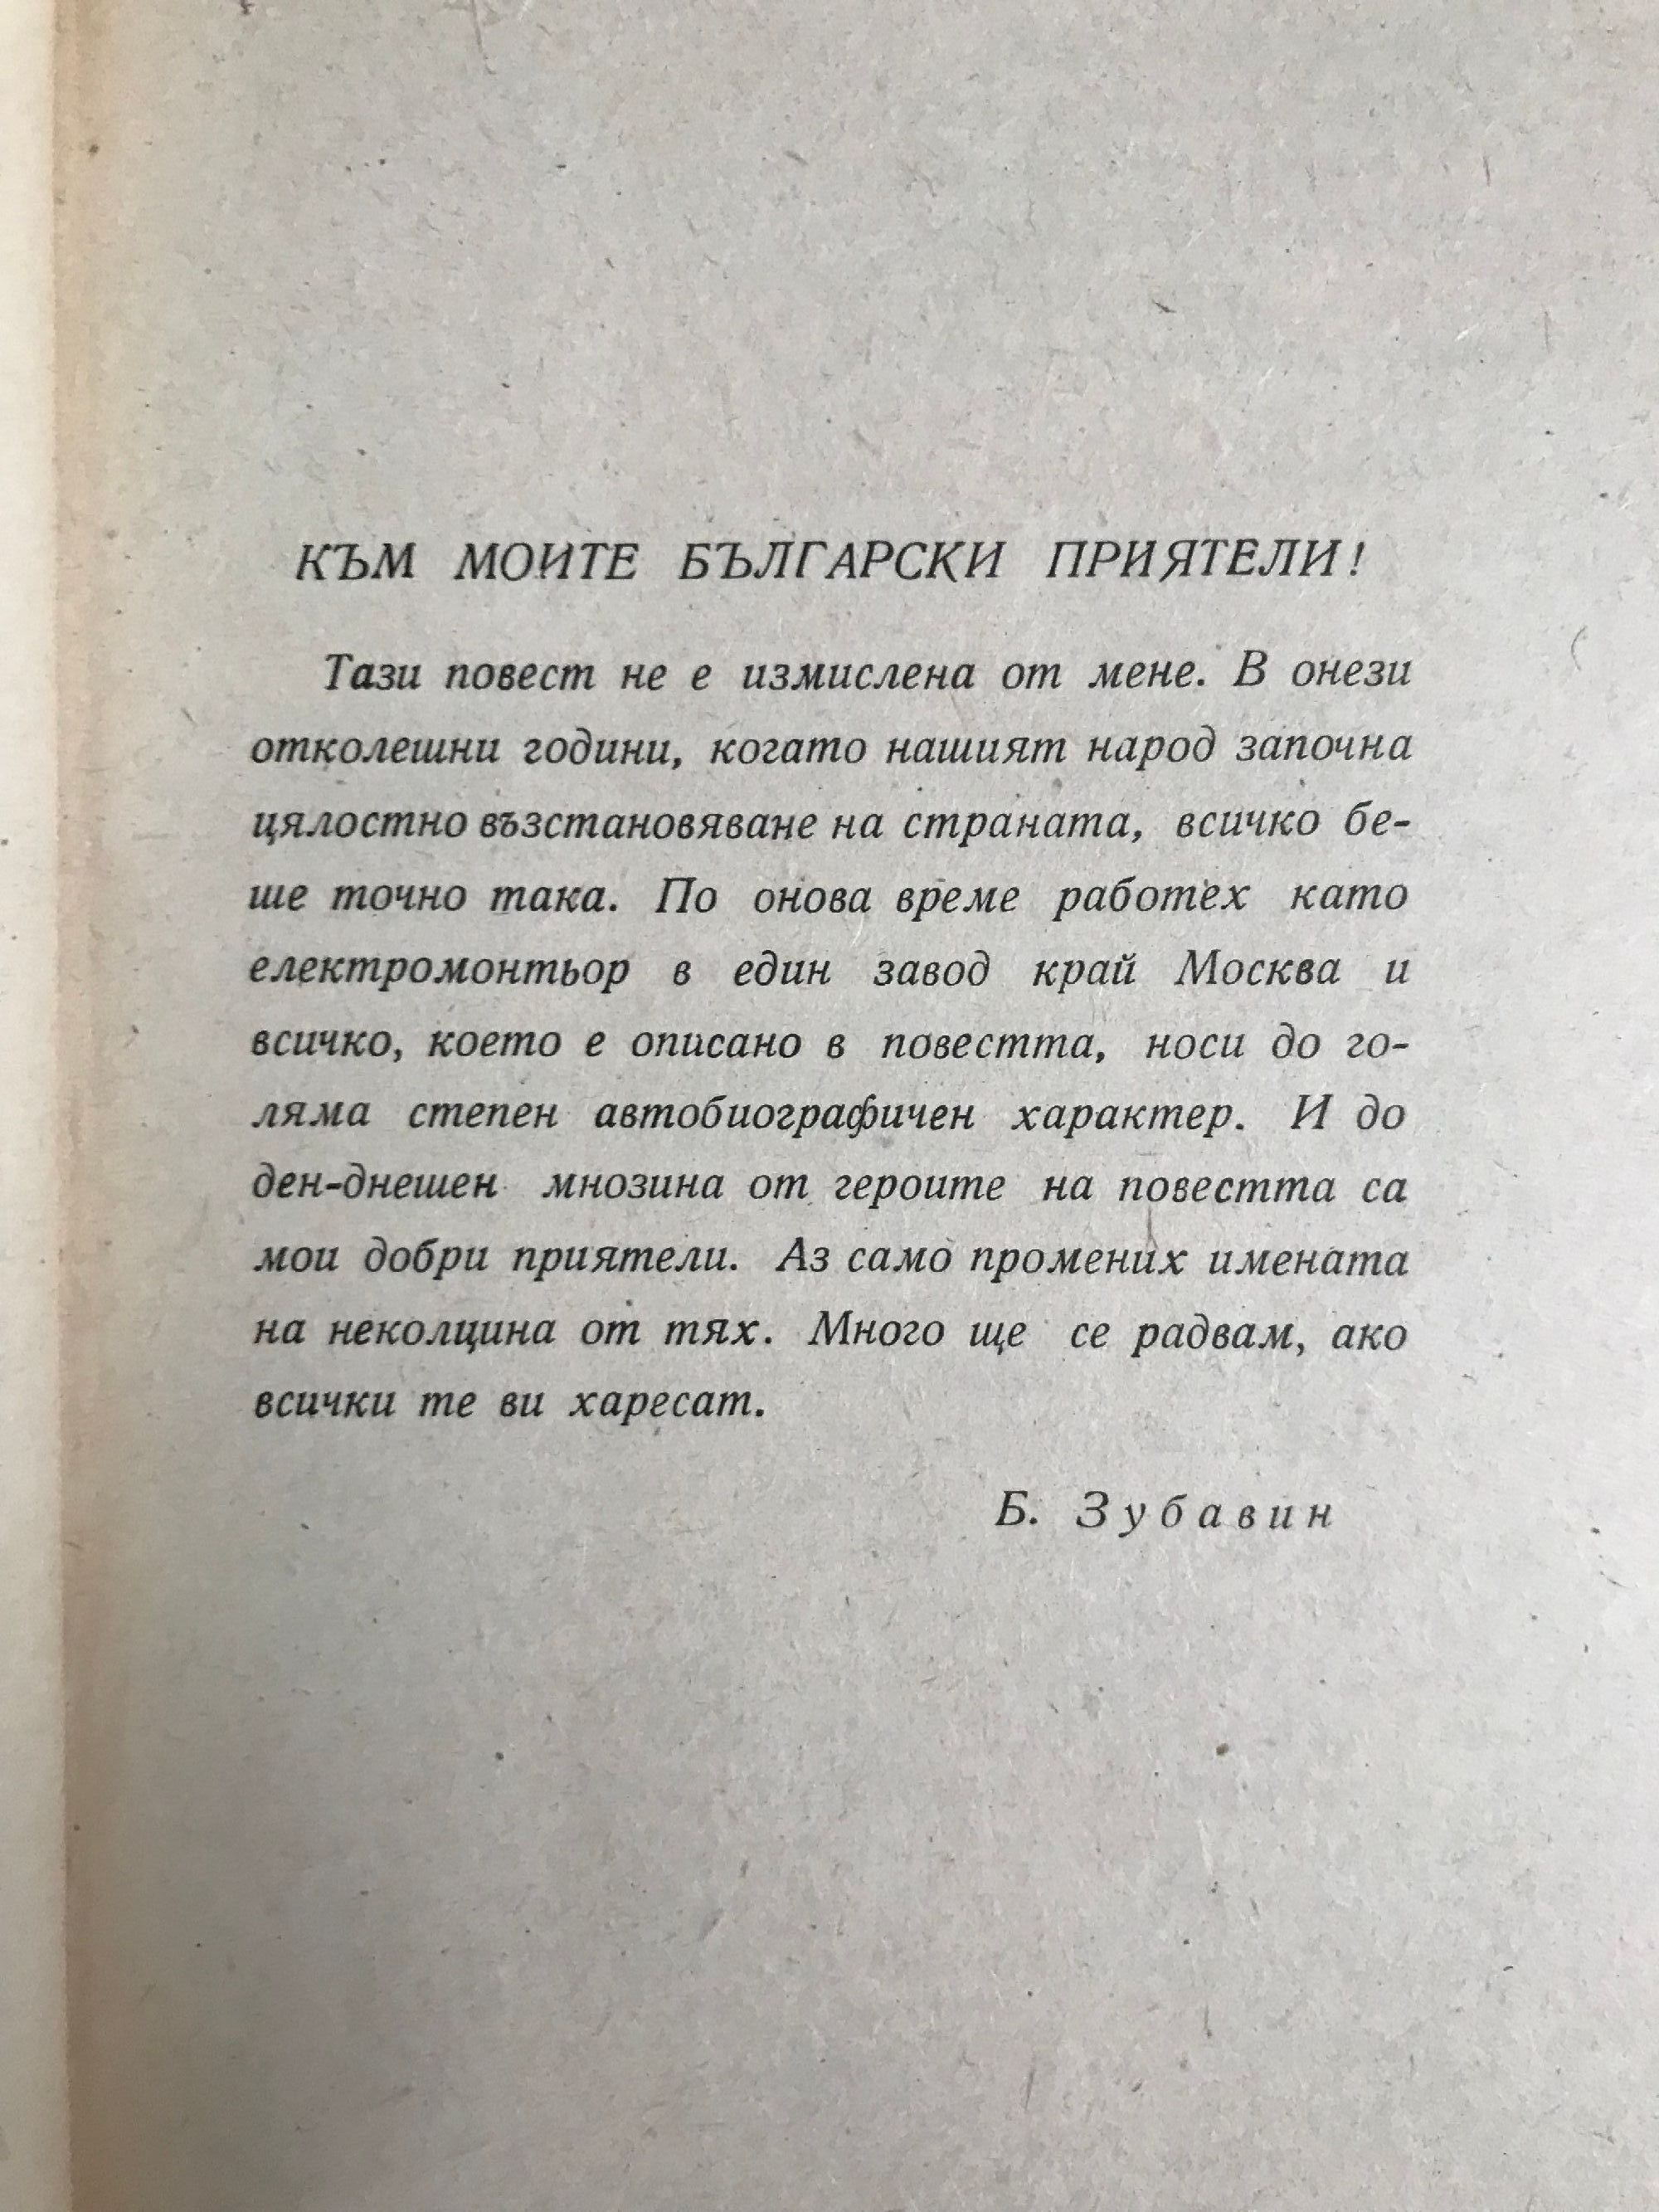 КЪМ МОИТЕ БЪЛГАРСКИ ПРИЯТЕЛИ!
Тази повест не е измислена от мене. В онези
отколешни години, когато нашият народ започна
цялостно възстановяване на страната, всичко бе-
ше точно така. По онова време работех като
електромонтьор в един завод край Москва и
всичко, което е описано в повестта, носи до го-
ляма степен автобиографичен характер. И до
ден-днешен мнозина от героите на повестта са
мои добри приятели. Аз само промених имената
на неколцина от тях. Много ще се радвам, ако
всички те ви харесат.
Б. Зубавин